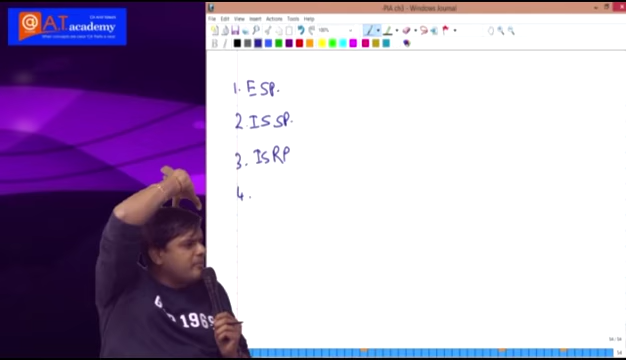 @A.T.
academy
PIA ch3 - Windows Journal
File Edit View Insert Actions Tools Help
1. ESP.
2. ISSP.
3. ISRP
4.
1969